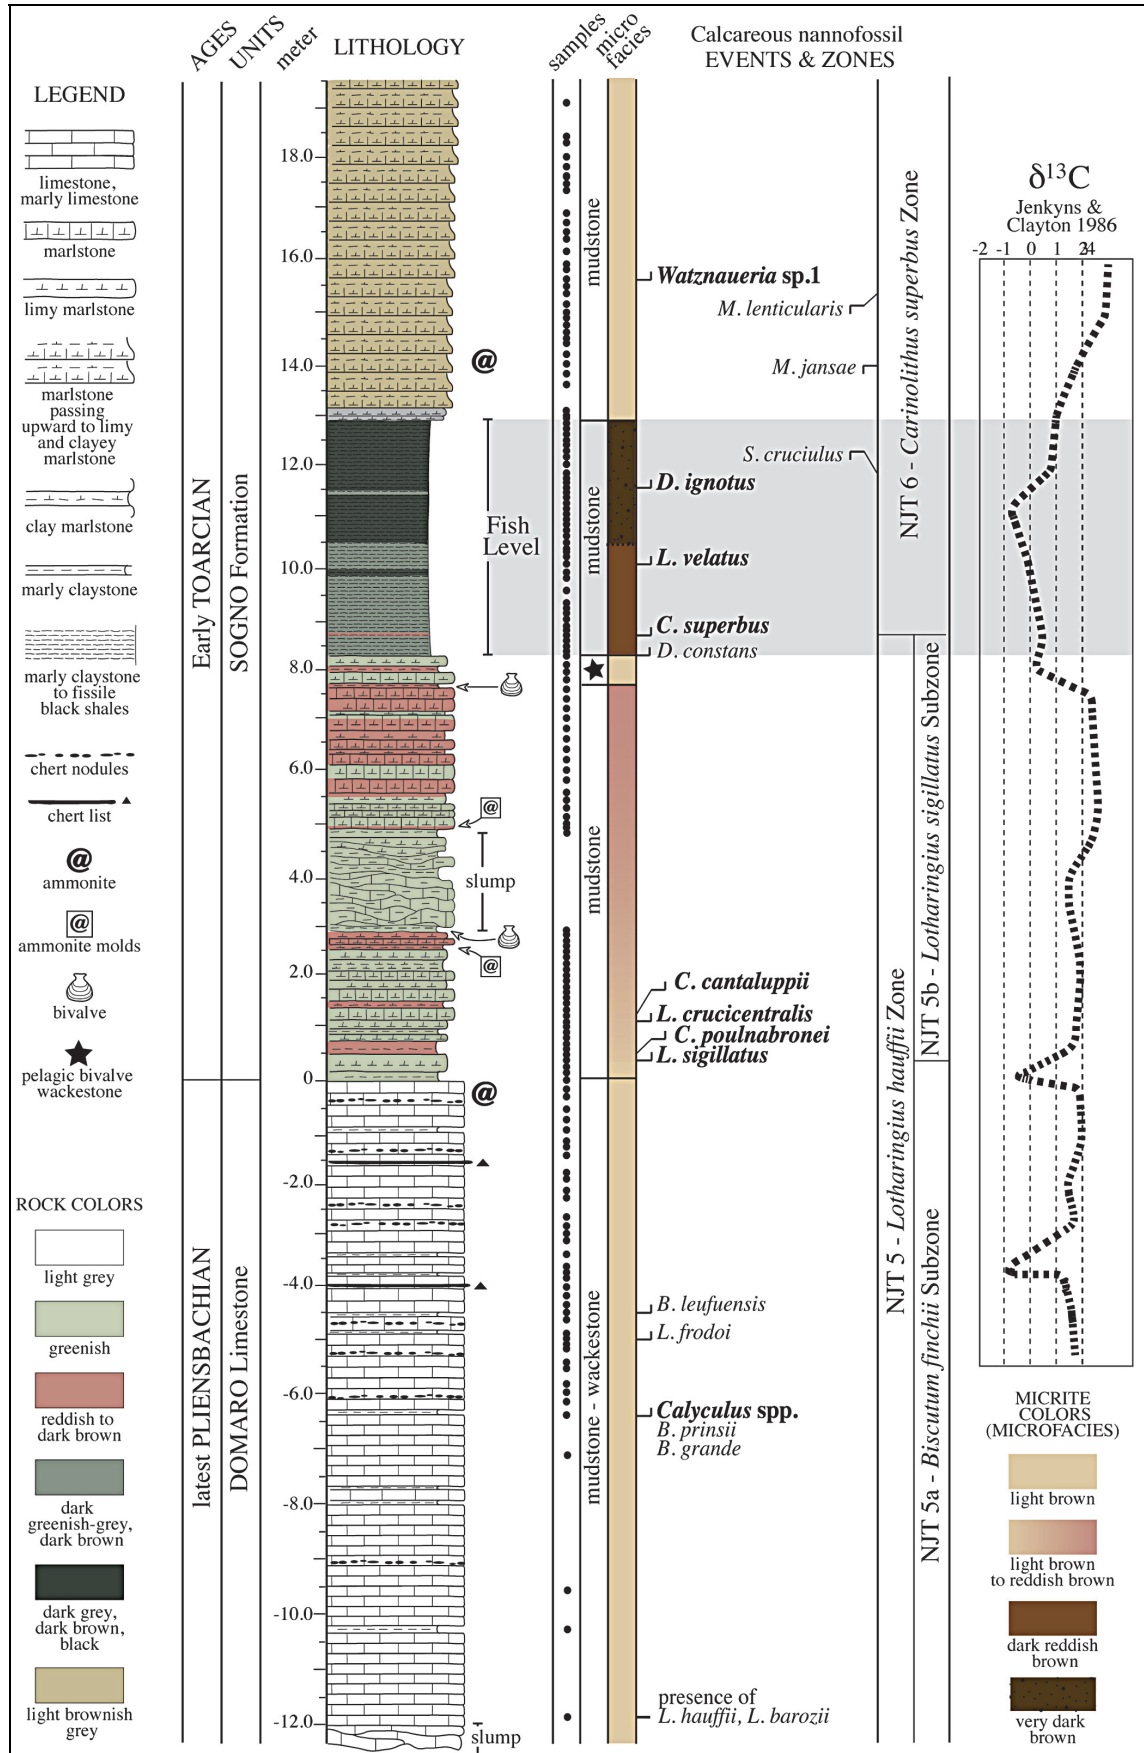 AGES
UNITS
meter
LITHOLOGY
samples
micro
facies
Calcareous nannofossil
EVENTS & ZONES
LEGEND
limestone,
marly limestone
marlstone
limy marlstone
marlstone
passing
upward to limy
and clayey
marlstone
clay marlstone
marly claystone
marly claystone
to fissile
black shales
chert nodules
chert list
@
ammonite
@
ammonite molds
bivalve
pelagic bivalve
wackestone
ROCK COLORS
light grey
greenish
reddish to
dark brown
dark
greenish-grey,
dark brown
dark grey,
dark brown,
black
light brownish
grey
Early TOARCIAN
latest PLIENSBACHIAN
SOGNO Formation
DOMARO Limestone
18.0
16.0
14.0
12.0
10.0
8.0
6.0
4.0
2.0
0
-2.0
-4.0
-6.0
-8.0
-10.0
-12.0
@
Fish
Level
@
slump
@
@
slump
mudstone
mudstone
mudstone
mudstone - wackestone
Watznaueria sp.1
M. lenticularis
M. jansae
S. cruciulus
D. ignotus
L. velatus
C. superbus
D. constans
C. cantaluppii
L. crucicentralis
C. poulnabronei
L. sigillatus
B. leufuensis
L. frodoi
Calyculus spp.
B. prinsii
B. grande
presence of
L. hauffii, L. barozii
NJT 6 - Carinolithus superbus Zone
NJT 5 - Lotharingius hauffii Zone
NJT 5b - Lotharingius sigillatus Subzone
NJT 5a - Biscutum finchii Subzone
δ13C
Jenkyns &
Clayton 1986
-2 -1 0 1 2 3 4
MICRITE
COLORS
(MICROFACIES)
light brown
light brown
to reddish brown
dark reddish
brown
very dark
brown